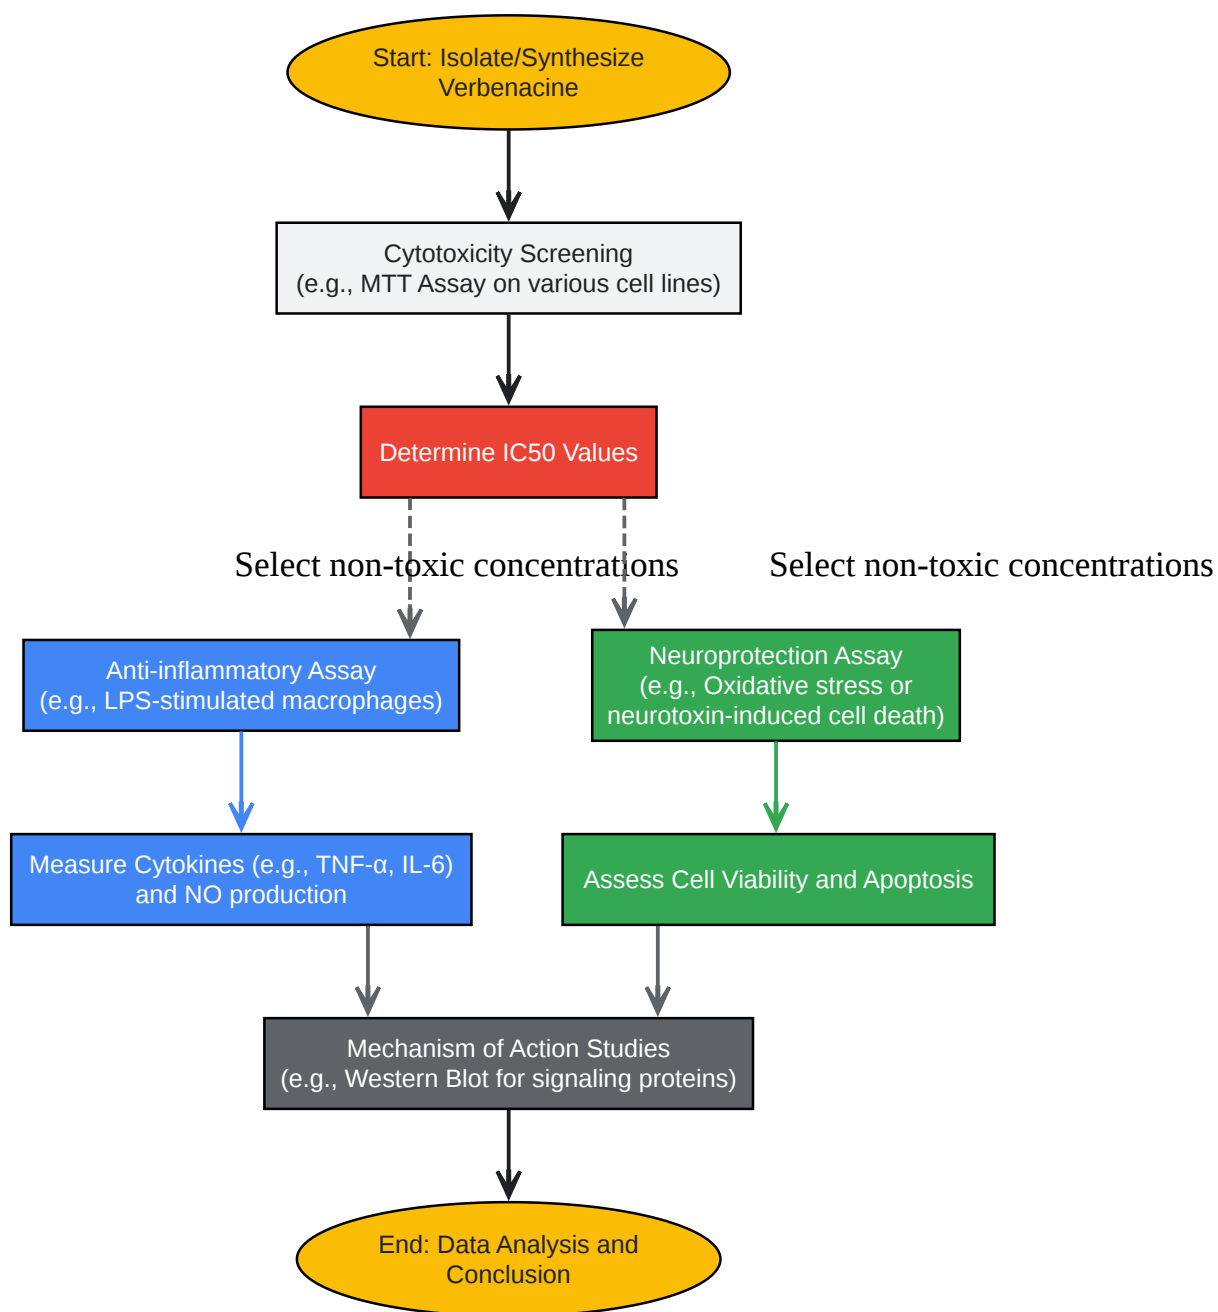 Start: Isolate/Synthesize
Verbenacine
Cytotoxicity Screening
(e.g., MTT Assay on various cell lines)
Determine IC50 Values
Select non-toxic concentrations
Select non-toxic concentrations
Anti-inflammatory Assay
(e.g., LPS-stimulated macrophages)
Neuroprotection Assay
(e.g., Oxidative stress or
neurotoxin-induced cell death)
Measure Cytokines (e.g., TNF-α, IL-6)
and NO production
Assess Cell Viability and Apoptosis
Mechanism of Action Studies
(e.g., Western Blot for signaling proteins)
End: Data Analysis and
Conclusion